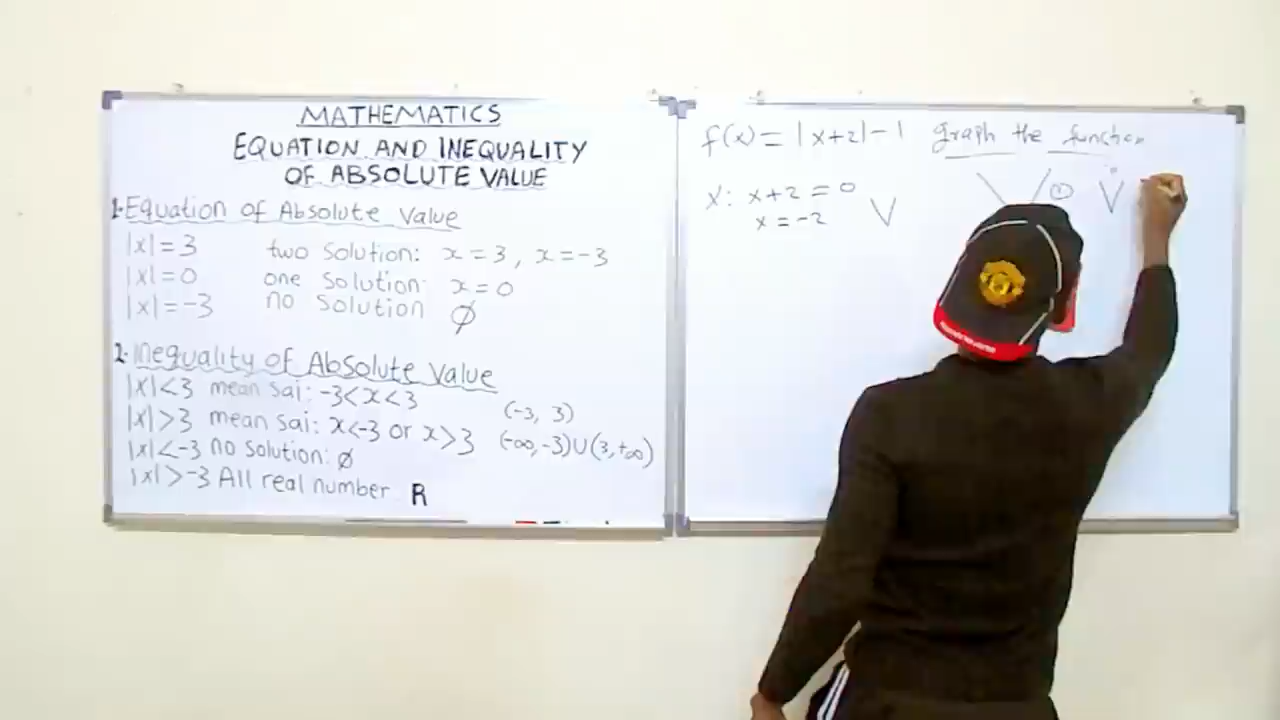 MATHEMATICS
EQUATION AND INEQUALITY
OF ABSOLUTE VALUE
1. Equation of Absolute Value
|x| = 3 two solution: x = 3, x = -3
|x| = 0 one solution: x = 0
|x| = -3 no solution ∅
2. Inequality of Absolute Value
|x| < 3 mean sai: -3 < x < 3 (-3, 3)
|x| > 3 mean sai: x < -3 or x > 3 (-∞, -3)∪(3, +∞)
|x| < -3 no solution: ∅
|x| > -3 All real number R
f(x) = |x+2| - 1 graph the function
x: x+2 = 0
x = -2